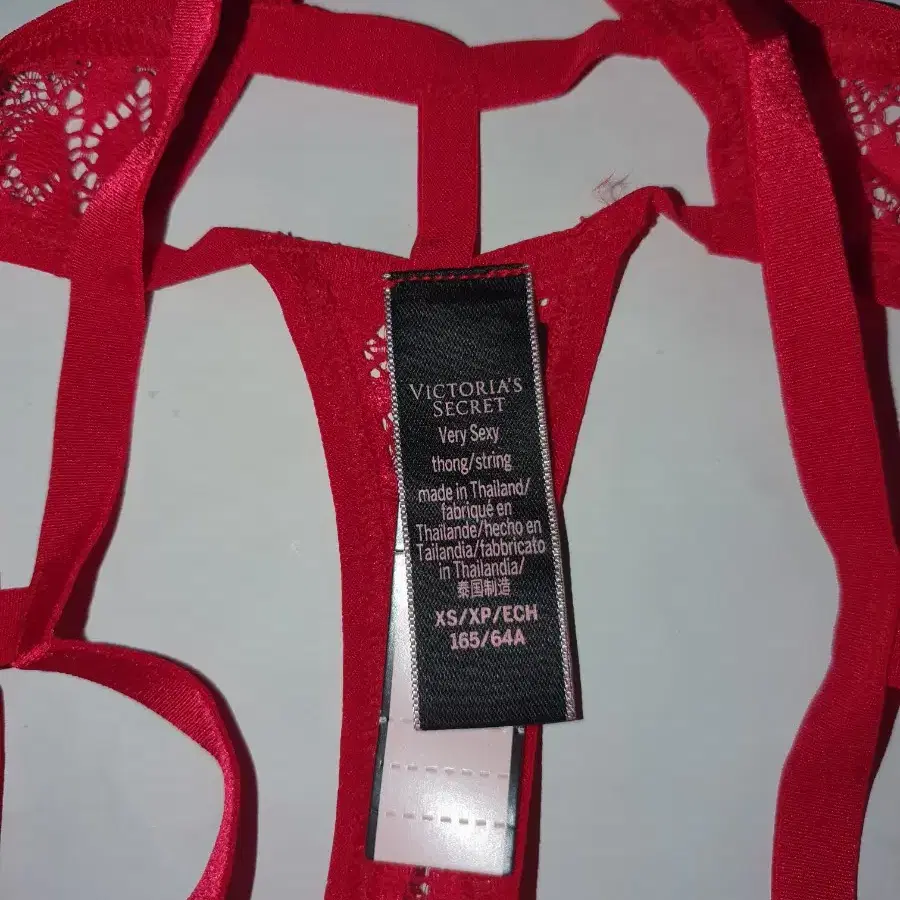 VICTORIA'S
SECRET
Very Sexy
thong/string
made in Thailand/
fabriqué en
Thaïlande/hecho en
Tailandia/fabbricato
in Thailandia/
泰国制造
XS/XP/ECH
165/64A